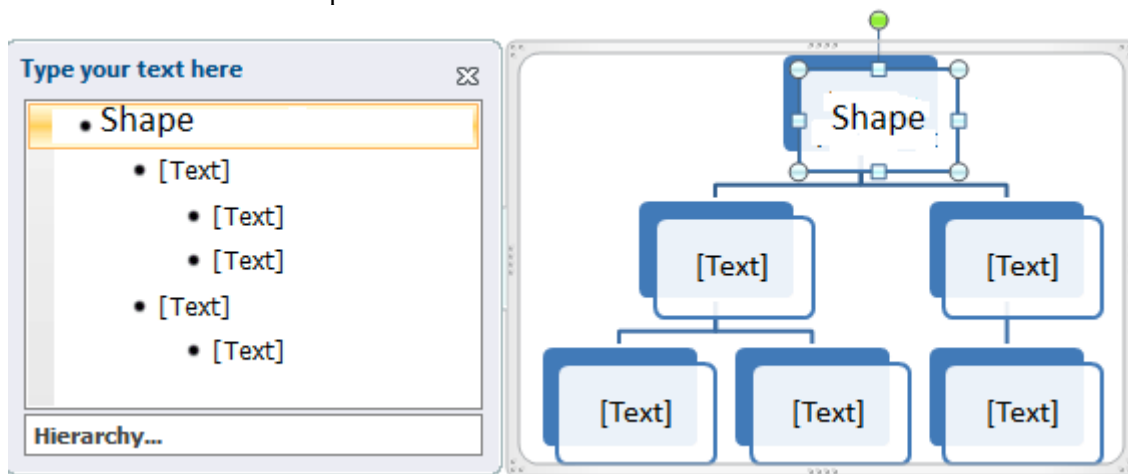 Type your text here
• Shape
• [Text]
• [Text]
• [Text]
• [Text]
• [Text]
Hierarchy...
Shape
[Text] [Text]
[Text] [Text] [Text]